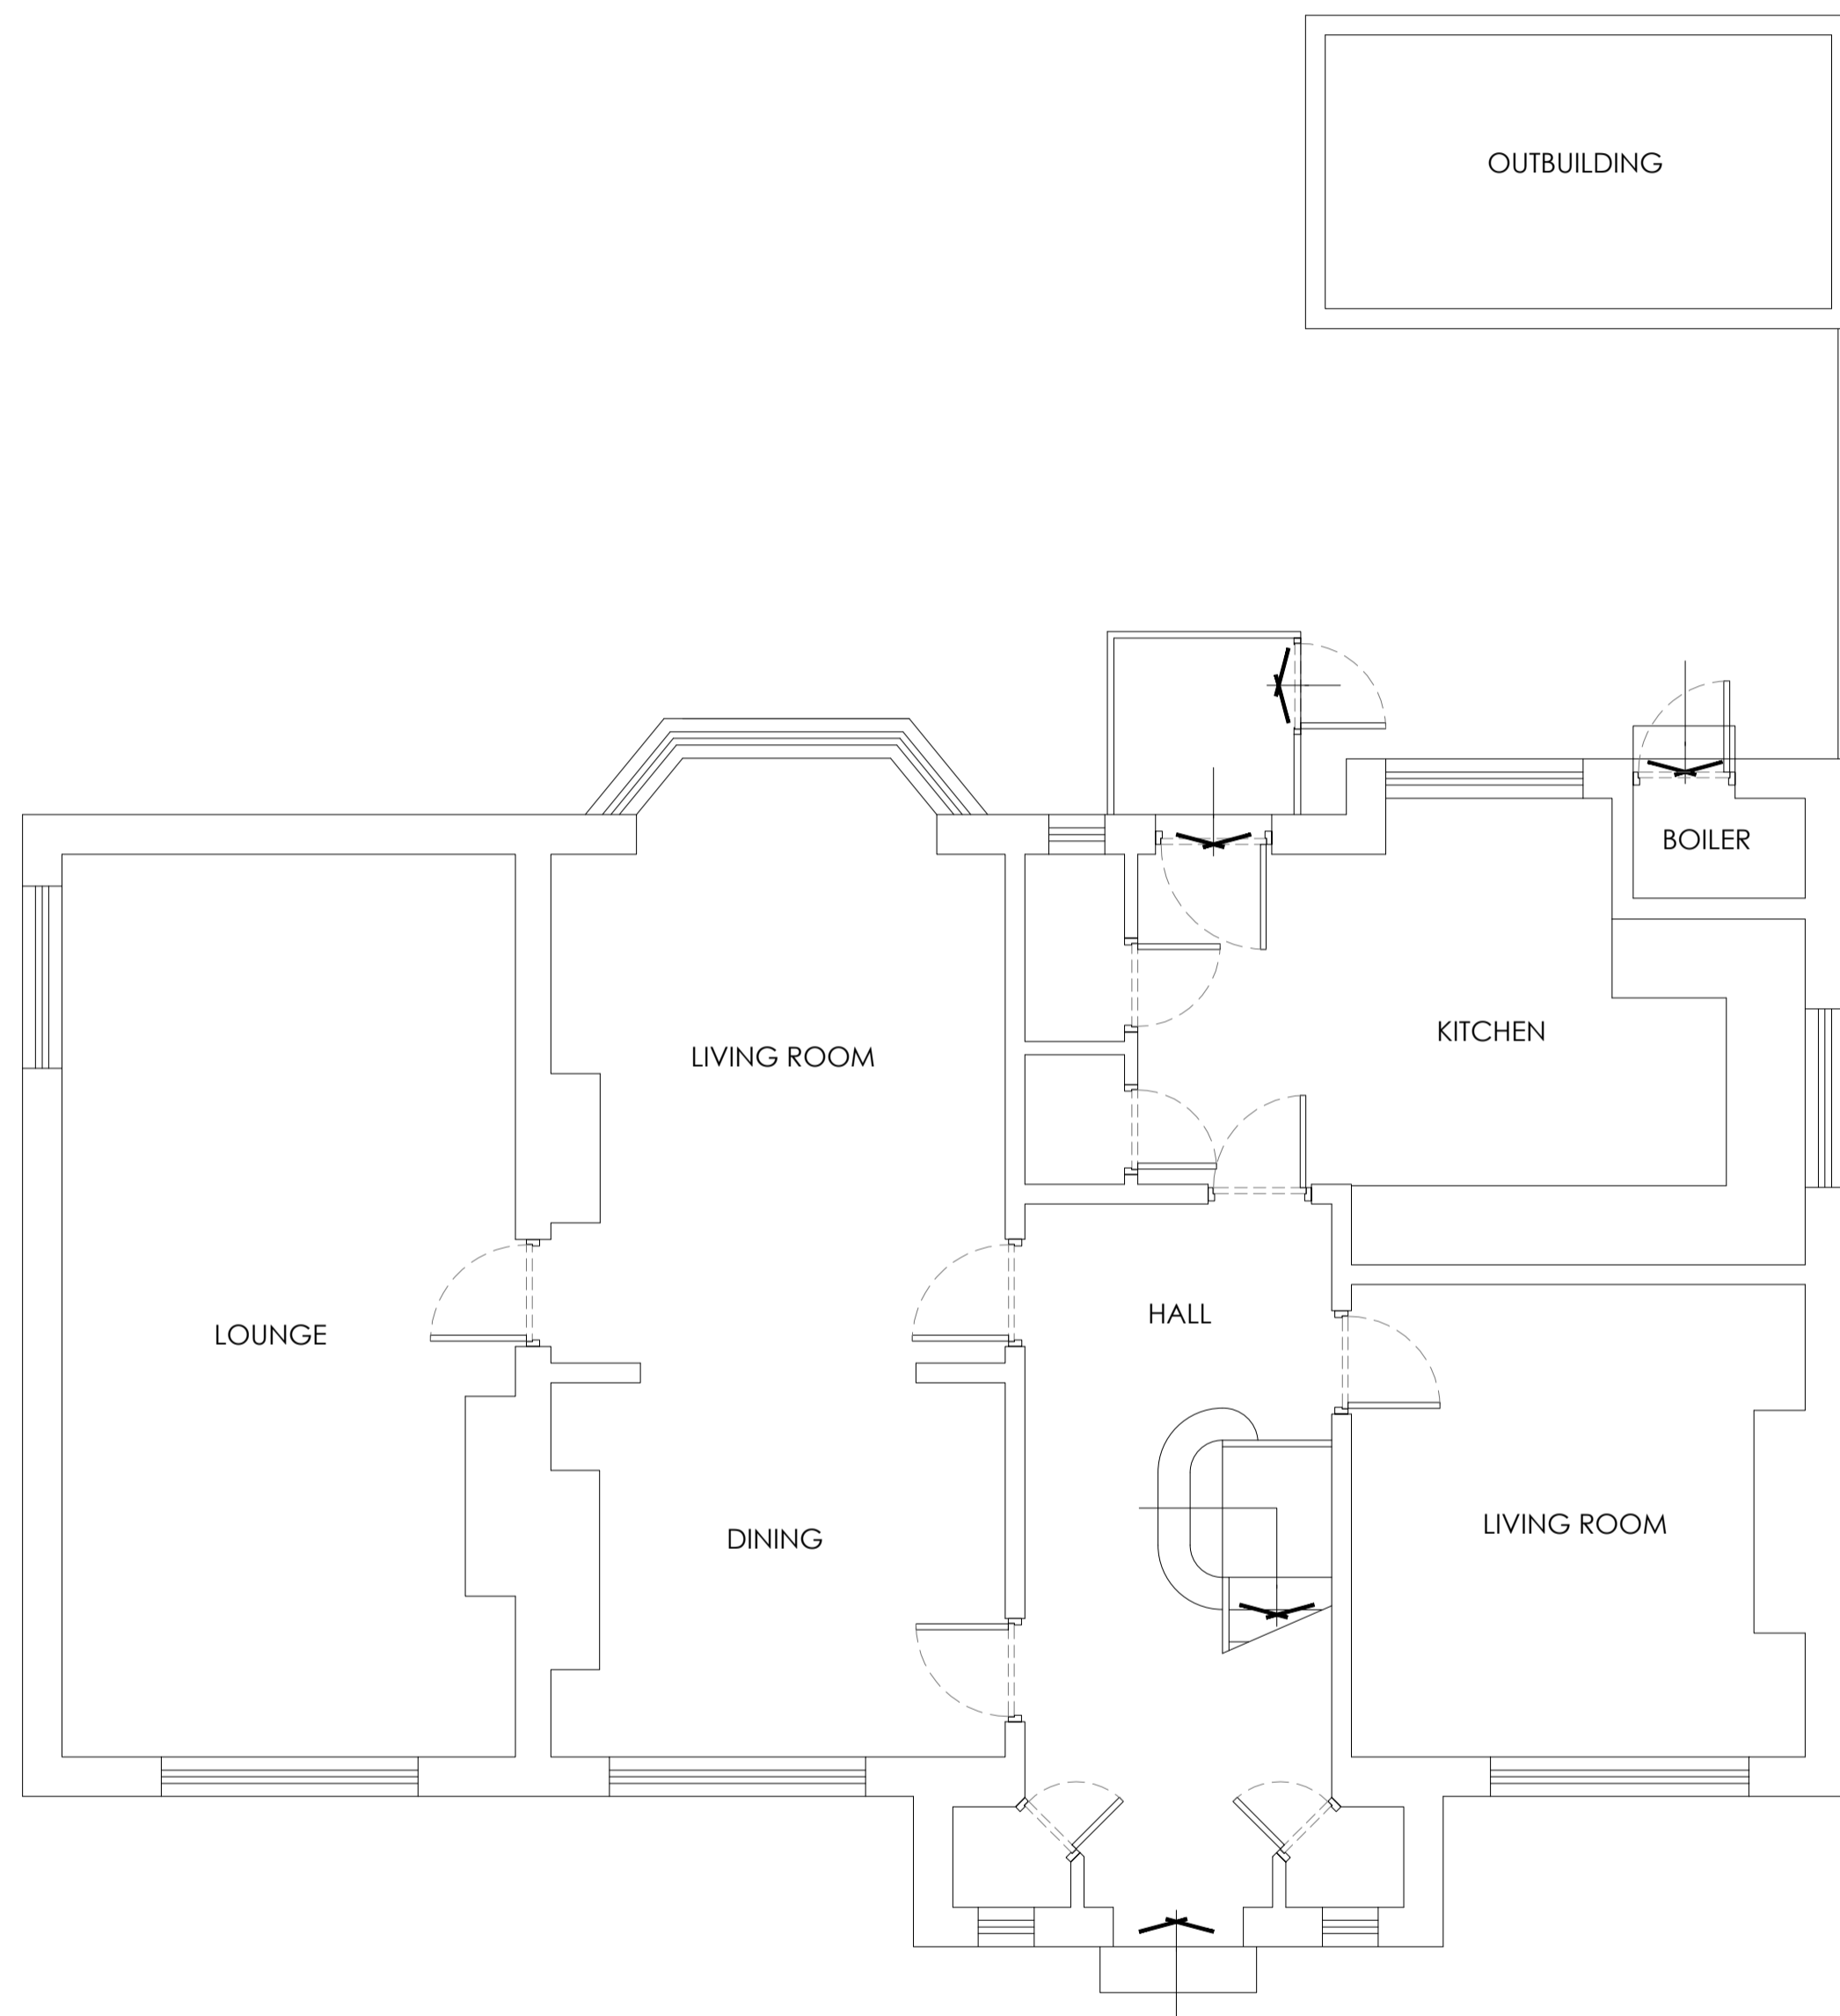 OUTBUILDING
BOILER
KITCHEN
LIVING ROOM
HALL
LOUNGE
LIVING ROOM
DINING